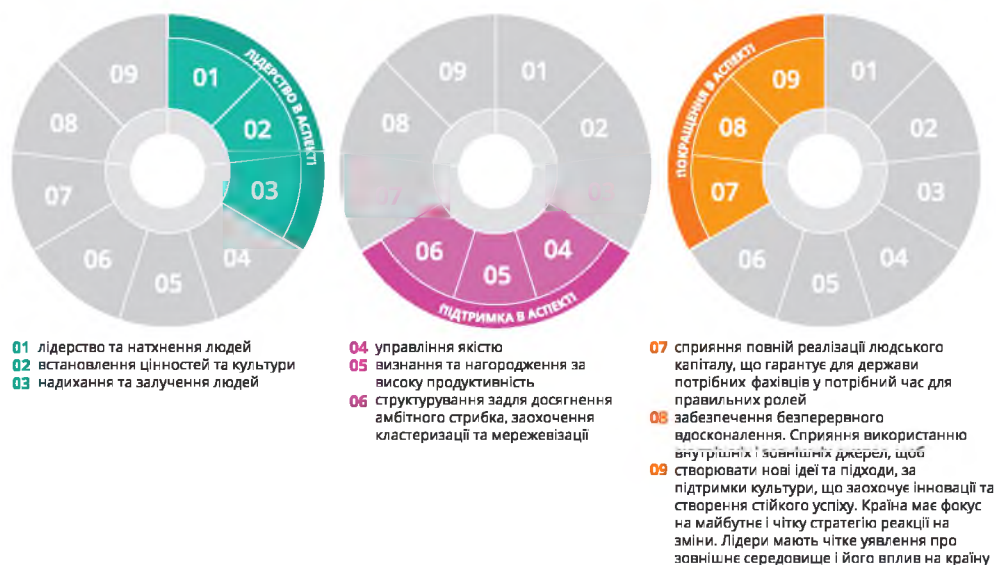 ЛІДЕРСТВО В АСПЕКТІ
01
02
03
04
05
06
07
08
09
ПІДТРИМКА В АСПЕКТІ
01
02
04
05
06
07
08
09
ПОКРАЩЕННЯ В АСПЕКТІ
01
02
03
04
05
06
07
08
09
01 лідерство та натхнення людей
02 встановлення цінностей та культури
03 надихання та залучення людей
04 управління якістю
05 визнання та нагородження за
високу продуктивність
06 структурування задля досягнення
амбітного стрибка, заохочення
кластеризації та мережевізації
07 сприяння повній реалізації людського
капіталу, що гарантує для держави
потрібних фахівців у потрібний час для
правильних ролей
08 забезпечення безперервного
вдосконалення. Сприяння використанню
внутрішніх і зовнішніх джерел, щоб
09 створювати нові ідеї та підходи, за
підтримки культури, що заохочує інновації та
створення стійкого успіху. Країна має фокус
на майбутнє і чітку стратегію реакції на
зміни. Лідери мають чітке уявлення про
зовнішнє середовище і його вплив на країну